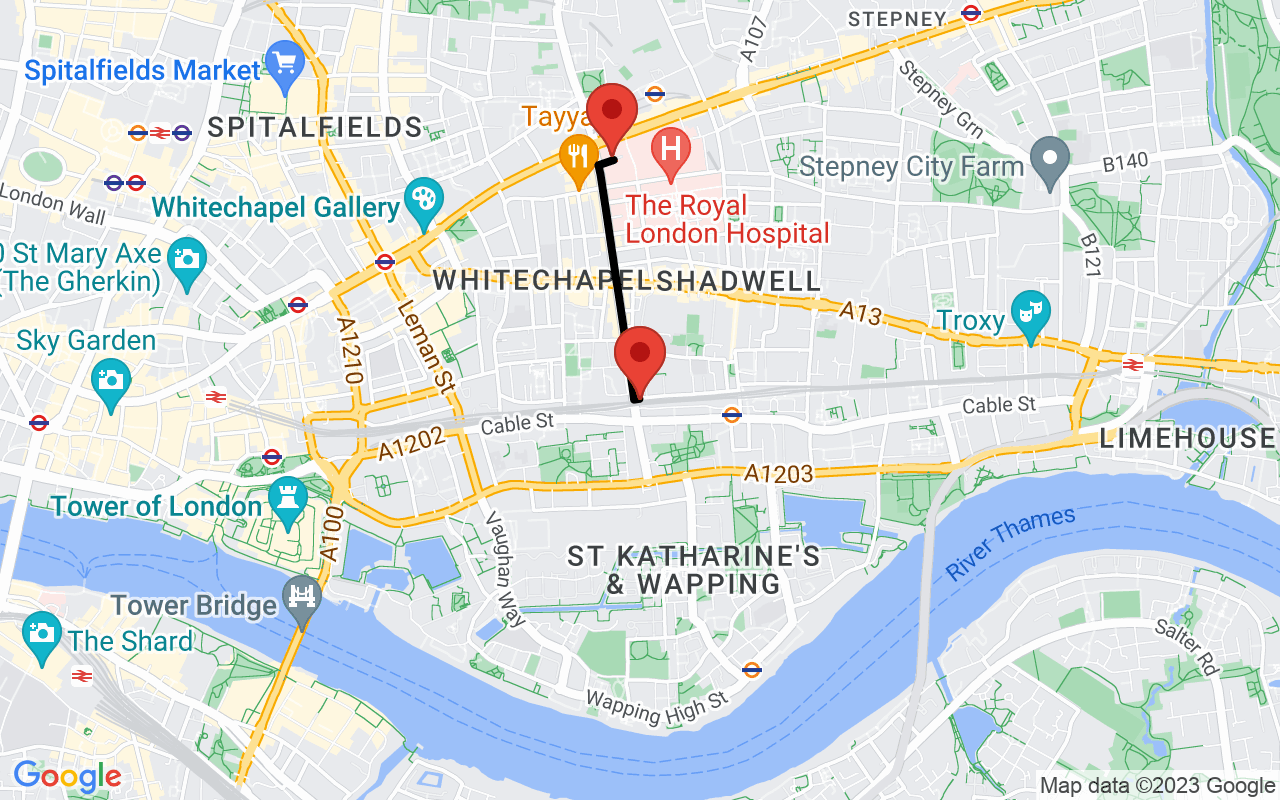 STEPNEY
A107
Spitalfields Market
Stepney Grn
SPITALFIELDS
Tayya
H
Stepney City Farm
B140
London Wall
Whitechapel Gallery
The Royal
London Hospital
B121
0 St Mary Axe
(The Gherkin)
WHITECHAPEL
SHADWELL
A13
Leman St
A1210
Troxy
Sky Garden
Cable St
Cable St
A1202
LIMEHOUSE
A1203
Tower of London
A100
Vaughan Way
River Thames
ST KATHARINE'S
& WAPPING
Tower Bridge
The Shard
Salter Rd
Wapping High St
Google
Map data ©2023 Google